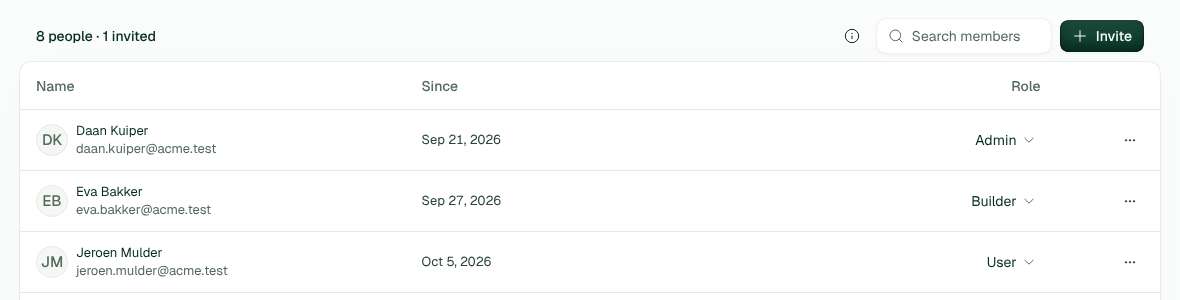 8 people · 1 invited
Search members
Invite
Name Since Role
DK Daan Kuiper
daan.kuiper@acme.test
Sep 21, 2026
Admin
EB Eva Bakker
eva.bakker@acme.test
Sep 27, 2026
Builder
JM Jeroen Mulder
jeroen.mulder@acme.test
Oct 5, 2026
User